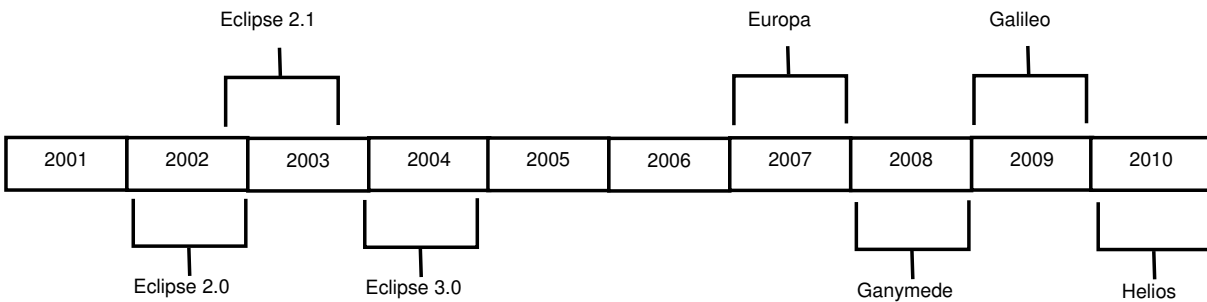 Eclipse 2.1 Europa Galileo
2001 2002 2003 2004 2005 2006 2007 2008 2009 2010
Eclipse 2.0 Eclipse 3.0 Ganymede Helios